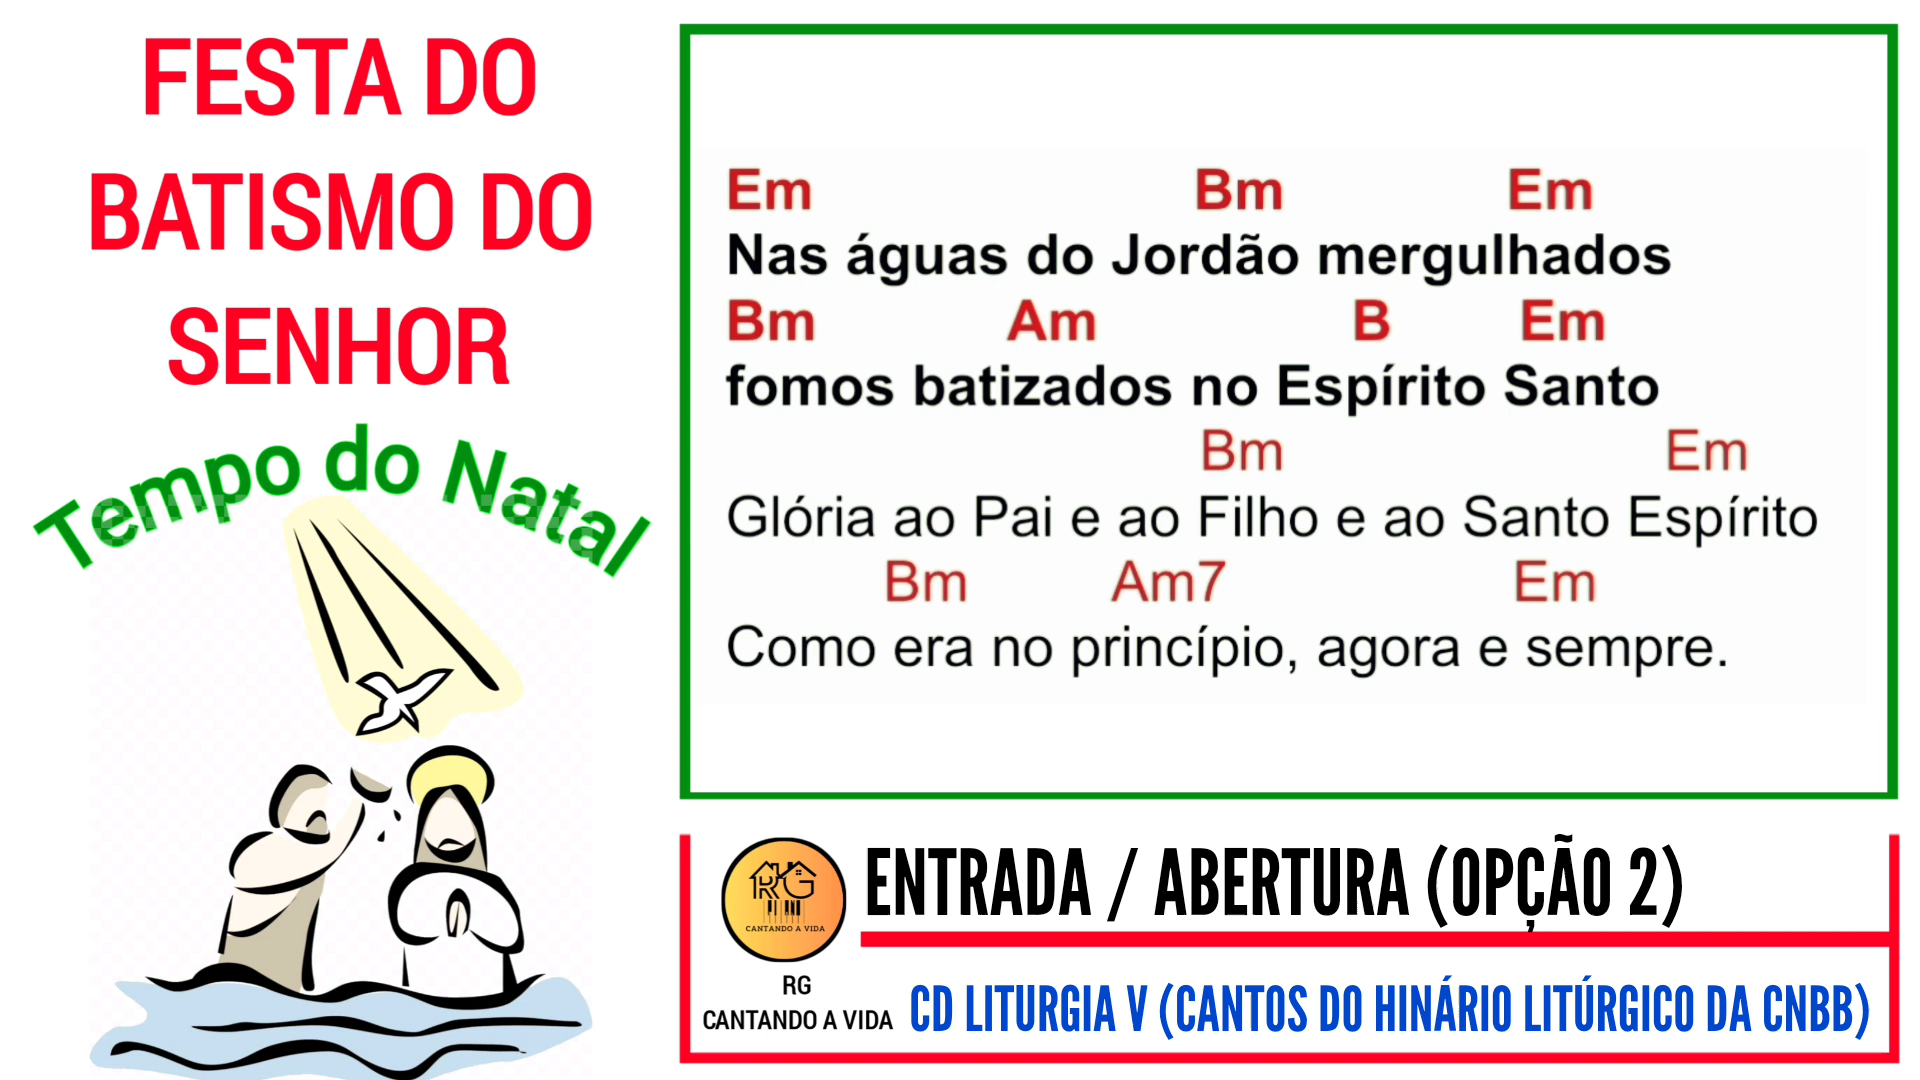 FESTA DO
BATISMO DO
SENHOR
Tempo do Natal
Em Bm Em
Nas águas do Jordão mergulhados
Bm Am B Em
fomos batizados no Espírito Santo
Bm Em
Glória ao Pai e ao Filho e ao Santo Espírito
Bm Am7 Em
Como era no princípio, agora e sempre.
RG
PIANO
CANTANDO A VIDA
ENTRADA / ABERTURA (OPÇÃO 2)
RG
CANTANDO A VIDA
CD LITURGIA V (CANTOS DO HINÁRIO LITÚRGICO DA CNBB)